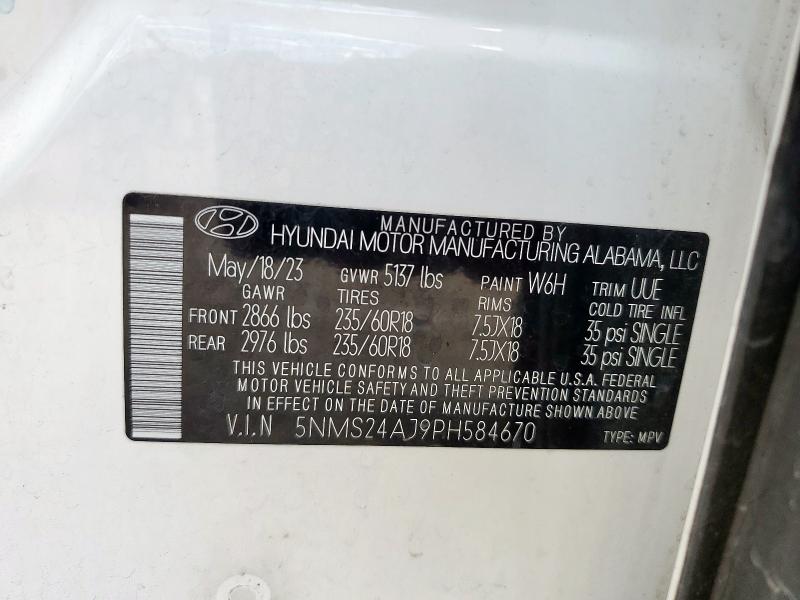 MANUFACTURED BY
HYUNDAI MOTOR MANUFACTURING ALABAMA, LLC
May/18/23 GVWR 5137 lbs PAINT W6H TRIM UUE
GAWR TIRES RIMS COLD TIRE INFL
FRONT 2866 lbs 235/60R18 7.5JX18 35 psi SINGLE
REAR 2976 lbs 235/60R18 7.5JX18 35 psi SINGLE
THIS VEHICLE CONFORMS TO ALL APPLICABLE U.S.A. FEDERAL
MOTOR VEHICLE SAFETY AND THEFT PREVENTION STANDARDS
IN EFFECT ON THE DATE OF MANUFACTURE SHOWN ABOVE
V.I.N 5NMS24AJ9PH584670 TYPE: MPV